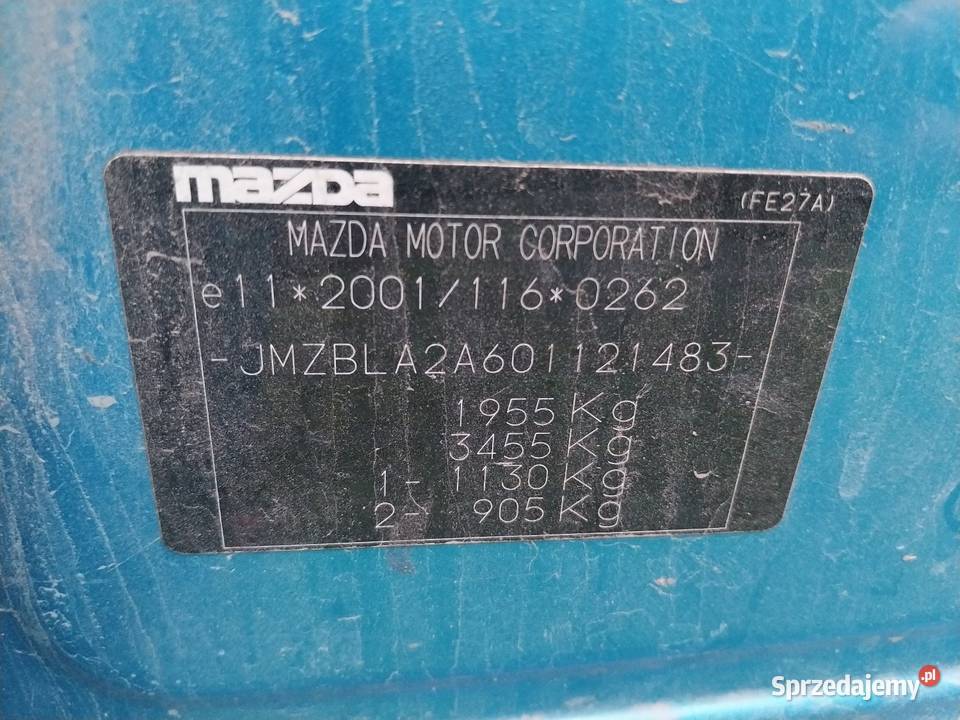 mazda
(FE27A)
MAZDA MOTOR CORPORATION
e11*2001/116*0262
-JMZBLA2A601121483-
1955 Kg
3455 Kg
1- 1130 Kg
2- 905 Kg
Sprzedajemy.pl